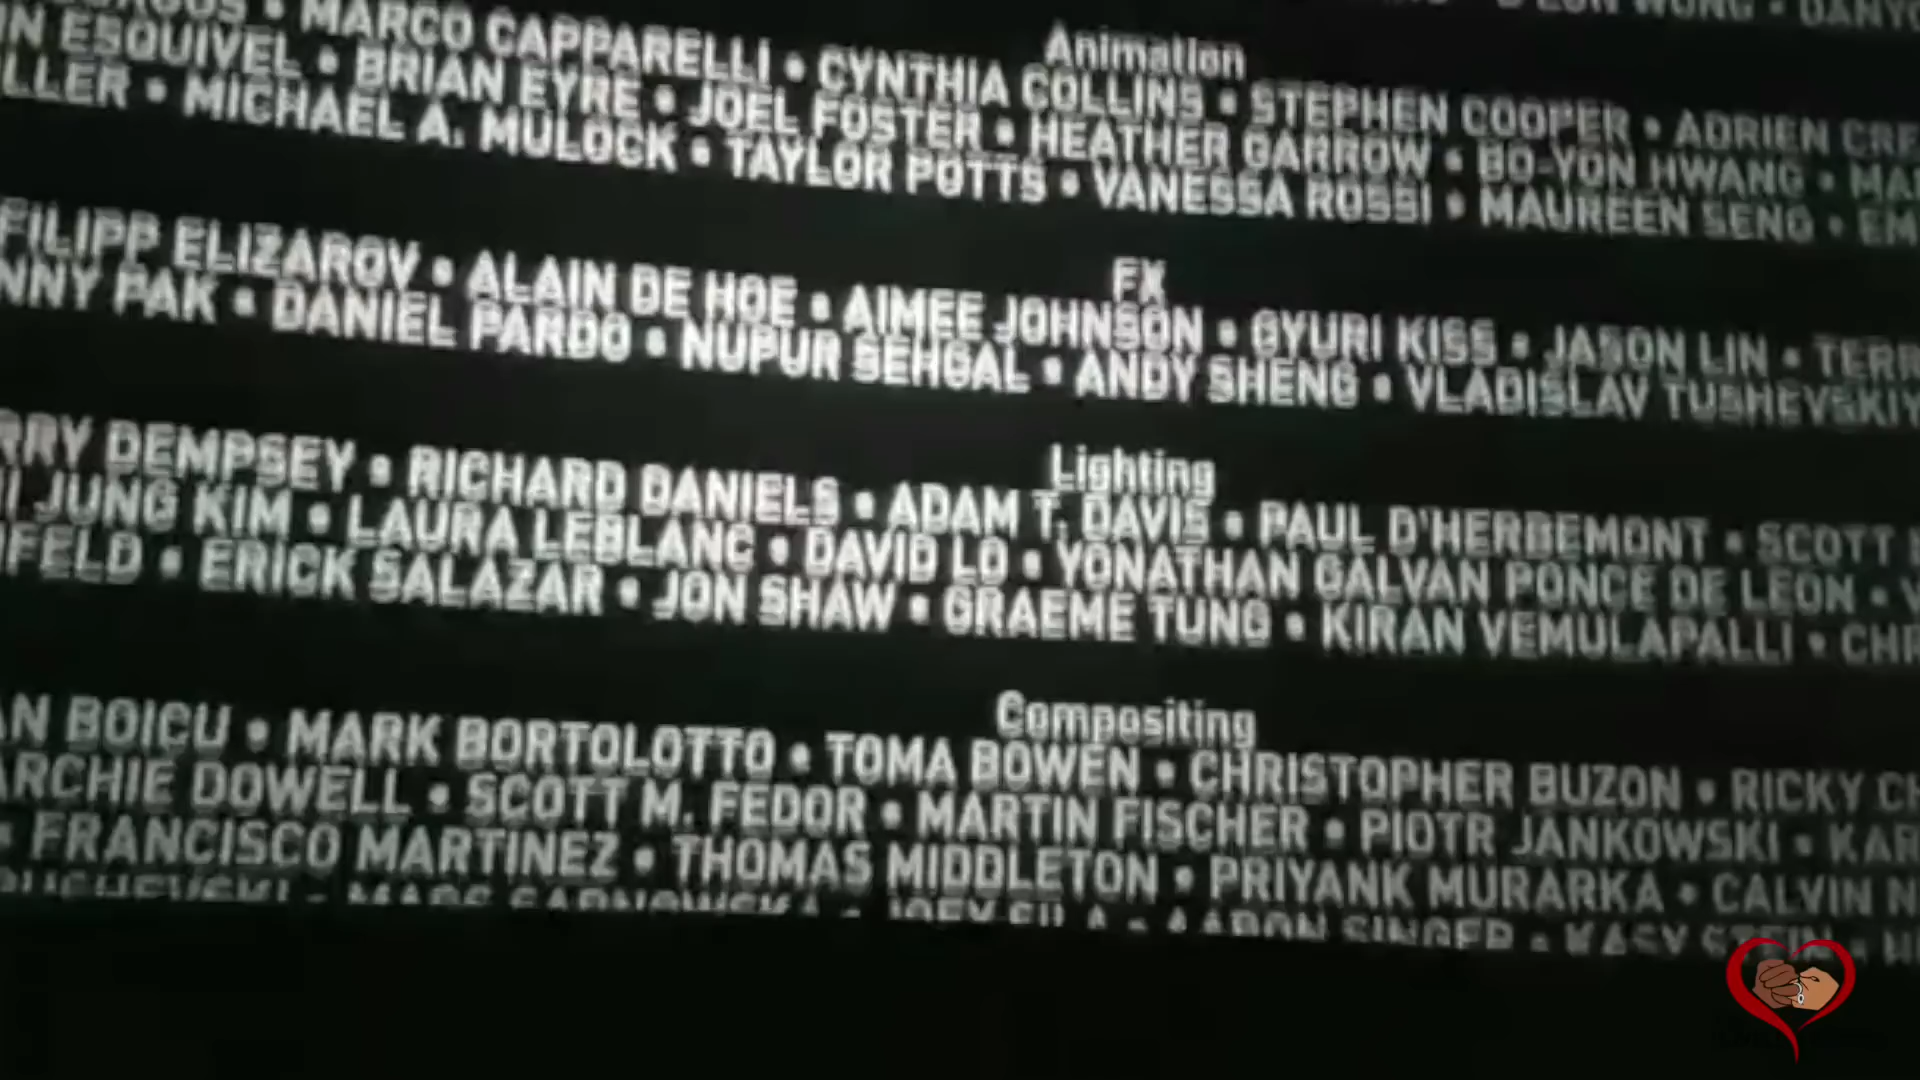 MARCO CAPPARELLI • CYNTHIA COLLINS • STEPHEN COOPER • ADRIEN
Animation
ESQUIVEL • BRIAN EYRE • JOEL FOSTER • HEATHER GARROW • BO-YON HWANG •
• MICHAEL A. MULOCK • TAYLOR POTTS • VANESSA ROSSI • MAUREEN SENG •
FX
FILIPP ELIZAROV • ALAIN DE HOE • AIMEE JOHNSON • GYURI KISS • JASON LIN •
PAK • DANIEL PARDO • NUPUR SEHGAL • ANDY SHENG • VLADISLAV TUSHEVSKIY
Lighting
DEMPSEY • RICHARD DANIELS • ADAM T. DAVIS • PAUL D'HERBEMONT • SCOTT
JUNG KIM • LAURA LEBLANC • DAVID LO • YONATHAN GALVAN PONCE DE LEON •
• ERICK SALAZAR • JON SHAW • GRAEME TUNG • KIRAN VEMULAPALLI •
Compositing
BOICU • MARK BORTOLOTTO • TOMA BOWEN • CHRISTOPHER BUZON • RICKY
ARCHIE DOWELL • SCOTT M. FEDOR • MARTIN FISCHER • PIOTR JANKOWSKI •
• FRANCISCO MARTINEZ • THOMAS MIDDLETON • PRIYANK MURARKA • CALVIN
AARON SINGER • KASY STEIN •